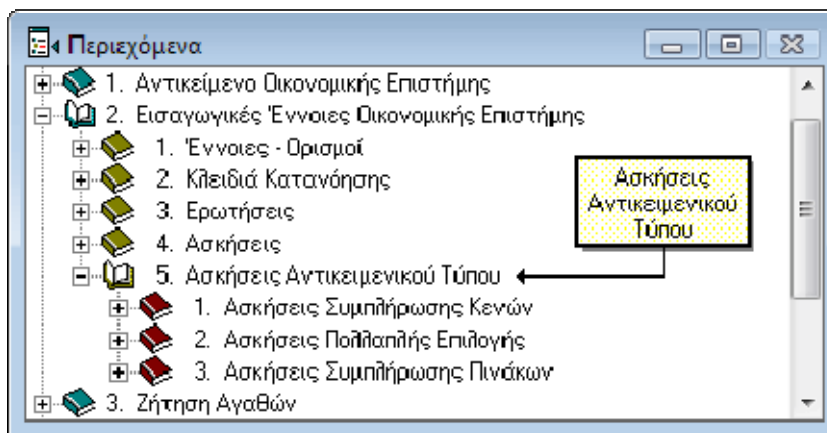 Περιεχόμενα
1. Αντικείμενο Οικονομικής Επιστήμης
2. Εισαγωγικές Έννοιες Οικονομικής Επιστήμης
1. Έννοιες - Ορισμοί
2. Κλειδιά Κατανόησης
3. Ερωτήσεις
4. Ασκήσεις
5. Ασκήσεις Αντικειμενικού Τύπου
1. Ασκήσεις Συμπλήρωσης Κενών
2. Ασκήσεις Πολλαπλής Επιλογής
3. Ασκήσεις Συμπλήρωσης Πινάκων
3. Ζήτηση Αγαθών
Ασκήσεις
Αντικειμενικού
Τύπου